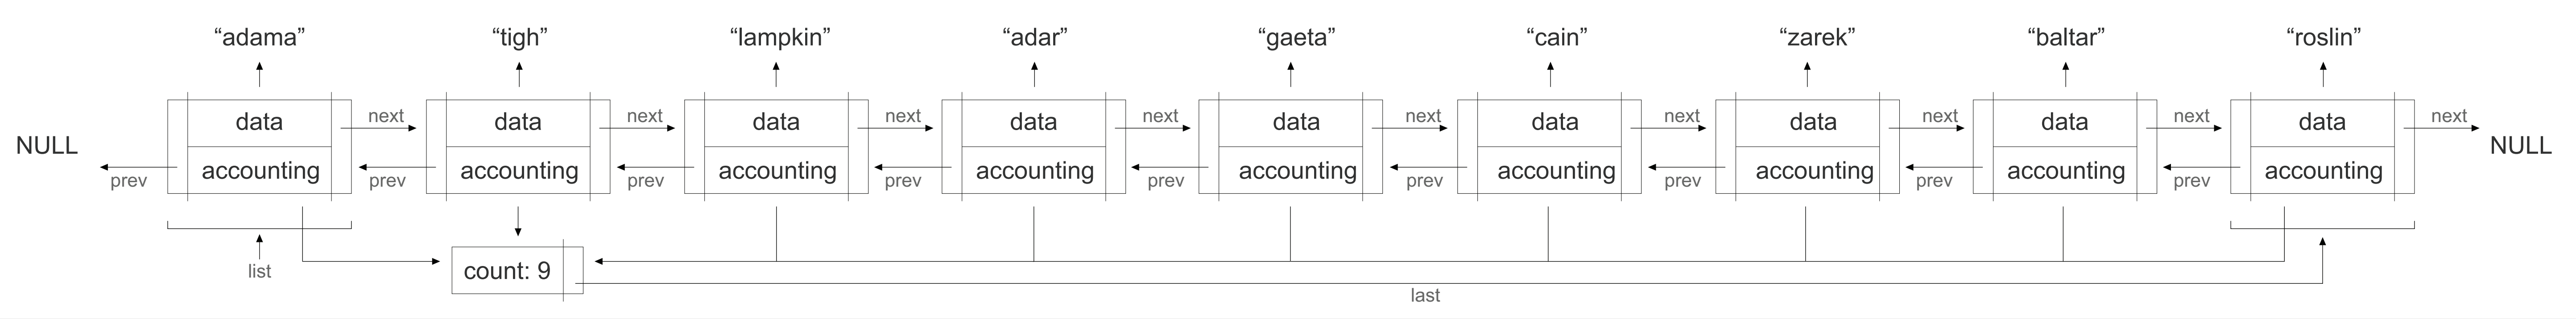 “adama” “tigh” “lampkin” “adar” “gaeta” “cain” “zarek” “baltar” “roslin”
data next data next data next data next data next data next data next data next data next
NULL NULL
prev accounting prev accounting prev accounting prev accounting prev accounting prev accounting prev accounting prev accounting prev accounting
list count: 9
last